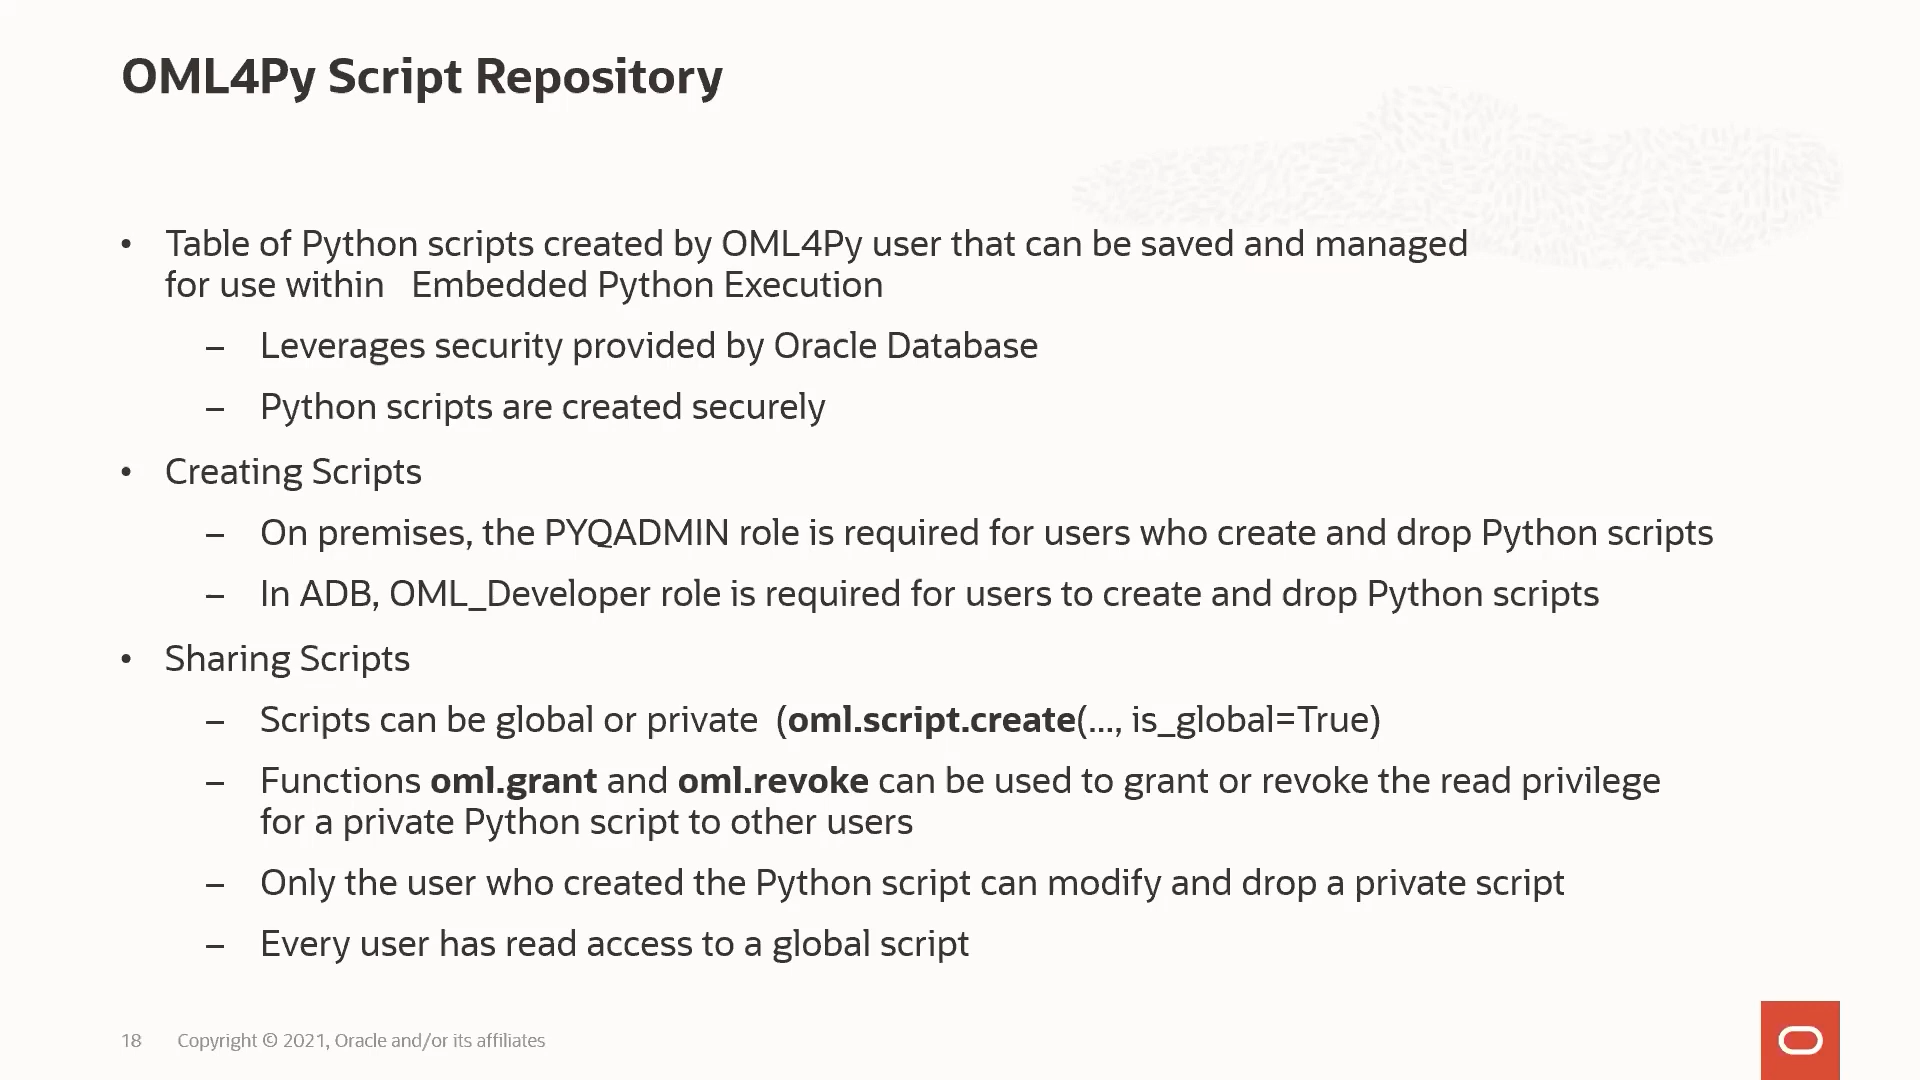 OML4Py Script Repository
• Table of Python scripts created by OML4Py user that can be saved and managed
for use within   Embedded Python Execution
– Leverages security provided by Oracle Database
– Python scripts are created securely
• Creating Scripts
– On premises, the PYQADMIN role is required for users who create and drop Python scripts
– In ADB, OML_Developer role is required for users to create and drop Python scripts
• Sharing Scripts
– Scripts can be global or private  (oml.script.create(..., is_global=True)
– Functions oml.grant and oml.revoke can be used to grant or revoke the read privilege
for a private Python script to other users
– Only the user who created the Python script can modify and drop a private script
– Every user has read access to a global script
18 Copyright © 2021, Oracle and/or its affiliates